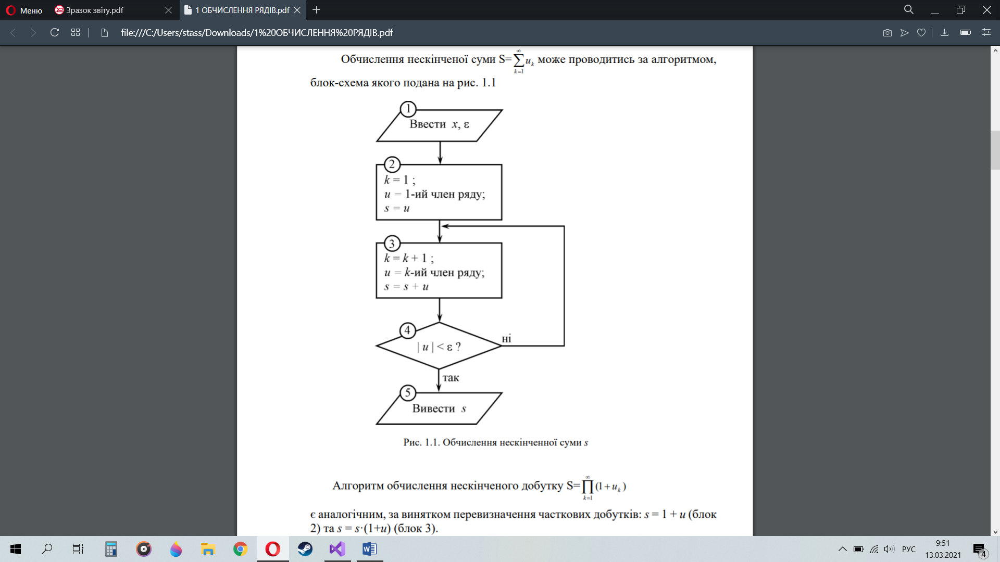 Меню
Зразок звіту.pdf
1 ОБЧИСЛЕННЯ РЯДІВ.pdf
file:///C:/Users/stass/Downloads/1%20ОБЧИСЛЕННЯ%20РЯДІВ.pdf
Обчислення нескінченої суми S=∑_{k=1}^{∞} u_k може проводитись за алгоритмом,
блок-схема якого подана на рис. 1.1
1
Ввести x, ε
2
k = 1 ;
u = 1-ий член ряду;
s = u
3
k = k + 1 ;
u = k-ий член ряду;
s = s + u
4
| u | < ε ?
ні
так
5
Вивести s
Рис. 1.1. Обчислення нескінченної суми s
Алгоритм обчислення нескінченого добутку S=∏_{k=1}^{∞} (1+u_k)
є аналогічним, за винятком перевизначення часткових добутків: s = 1 + u (блок
2) та s = s·(1+u) (блок 3).
РУС
9:51
13.03.2021
4